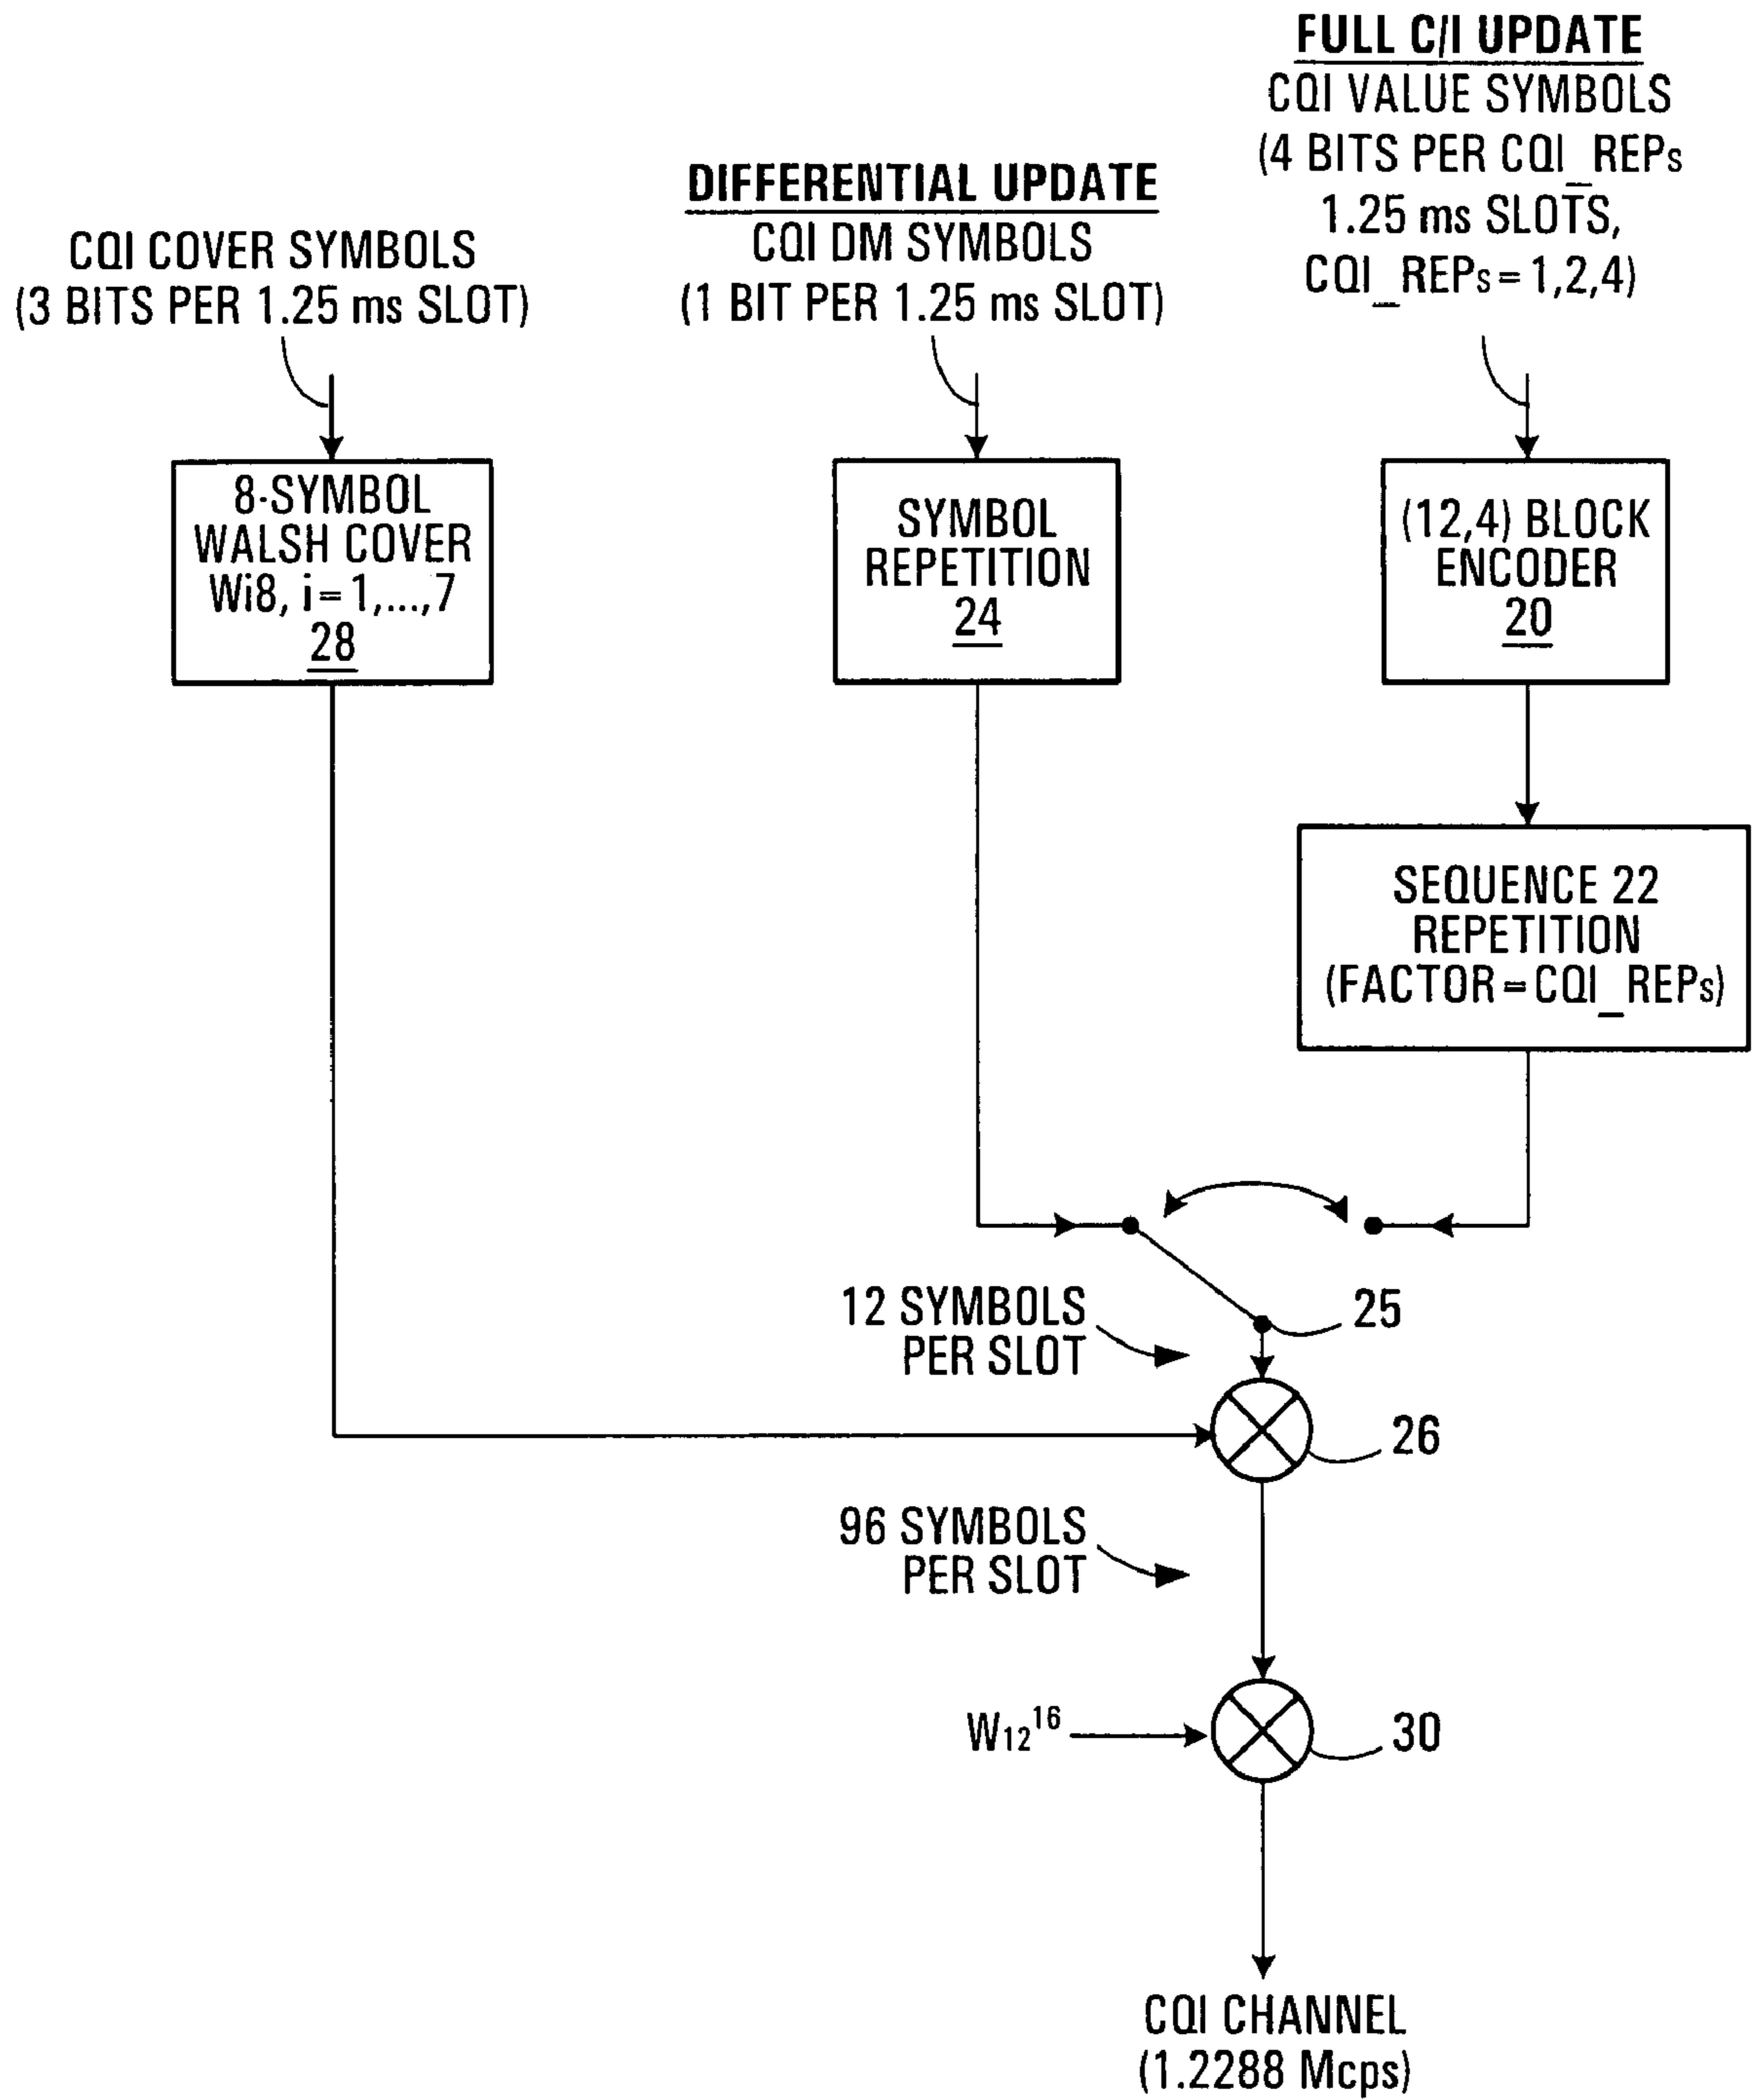 FULL C/I UPDATE
CQI VALUE SYMBOLS
(4 BITS PER CQI_REPs
1.25 ms SLOTS,
CQI_REPs = 1,2,4)
DIFFERENTIAL UPDATE
CQI DM SYMBOLS
(1 BIT PER 1.25 ms SLOT)
CQI COVER SYMBOLS
(3 BITS PER 1.25 ms SLOT)
8-SYMBOL
WALSH COVER
Wi8, i = 1,...,7
28
SYMBOL
REPETITION
24
(12,4) BLOCK
ENCODER
20
SEQUENCE 22
REPETITION
(FACTOR = CQI_REPs)
12 SYMBOLS
PER SLOT
25
26
96 SYMBOLS
PER SLOT
W₁₂¹⁶
30
CQI CHANNEL
(1.2288 Mcps)